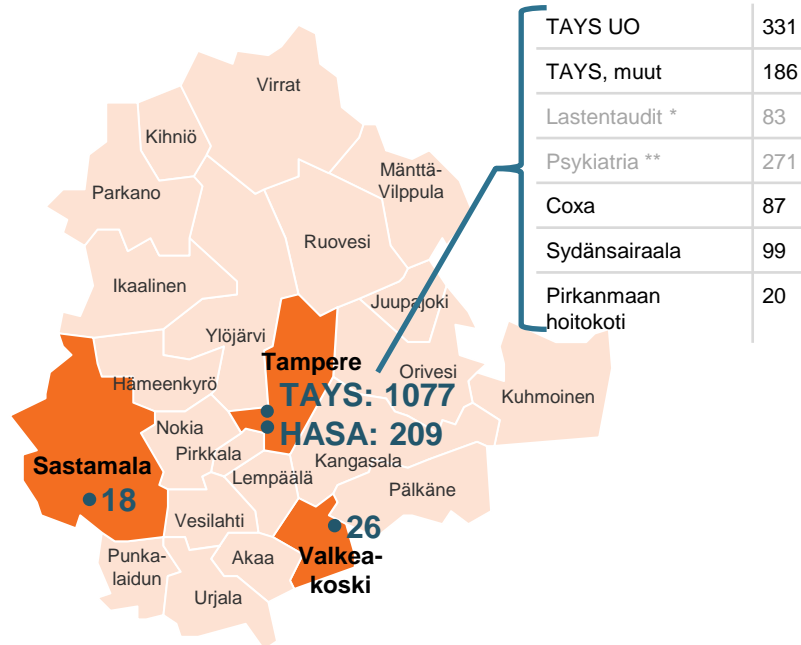 TAYS UO 331
TAYS, muut 186
Lastentaudit * 83
Psykiatria ** 271
Coxa 87
Sydänsairaala 99
Pirkanmaan 20
hoitokoti
Virrat
Kihniö
Mänttä-
Vilppula
Parkano
Ruovesi
Ikaalinen
Juupajoki
Ylöjärvi
Tampere
Orivesi
Hämeenkyrö
TAYS: 1077
Kuhmoinen
Nokia
HASA: 209
Pirkkala
Kangasala
Sastamala
Lempäälä
Pälkäne
18
Vesilahti
26
Punka-
laidun
Akaa
Valkea-
koski
Urjala